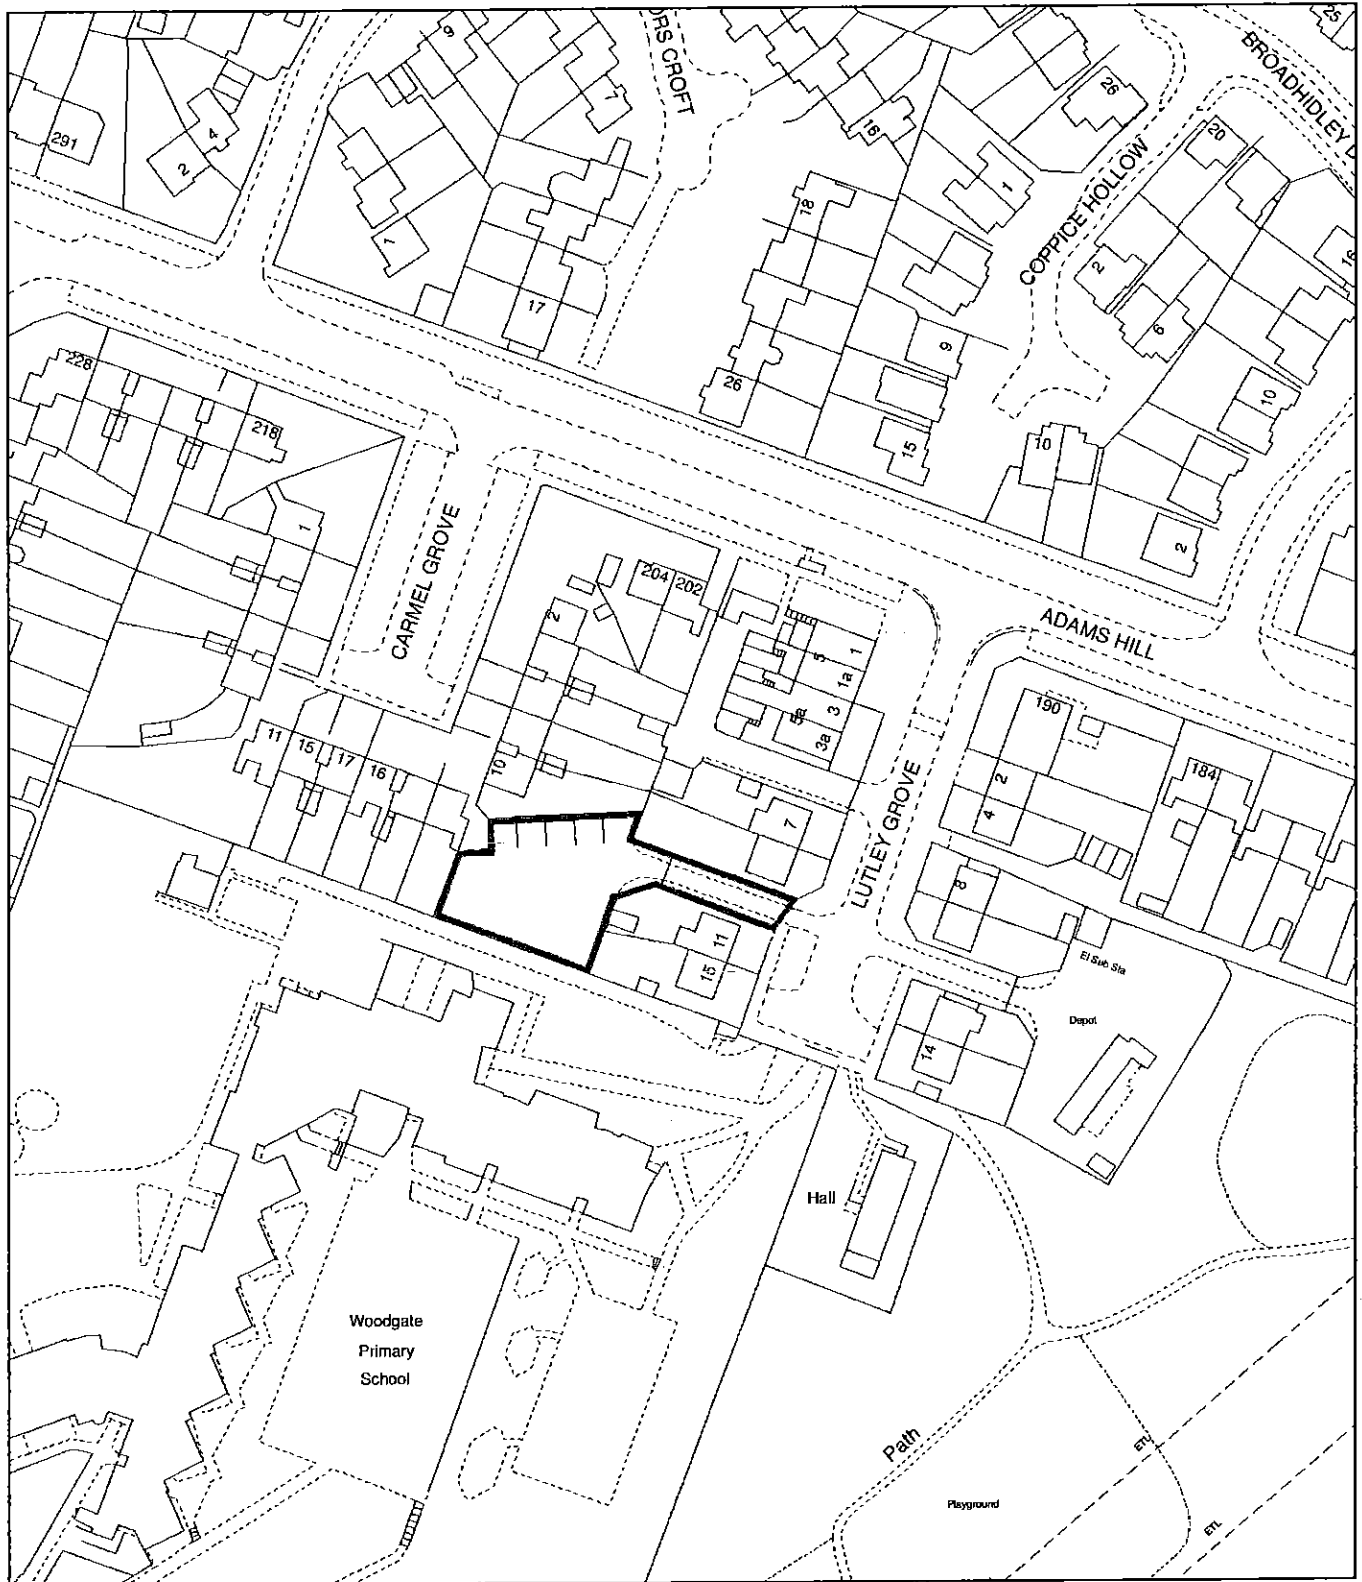 9
ORS CROFT
25
BROADHIDLEY D
26
7
4
291
2
16
20
COPPICE HOLLOW
1
18
1
2
16
17
6
9
228
26
10
218
15
10
1
2
CARMEL GROVE
204
202
ADAMS HILL
2
5
1
1a
3
5a
3a
190
11
15
17
16
10
184
2
4
7
LUTLEY GROVE
8
11
15
El Sub Sta
Depot
14
Hall
Woodgate
Primary
School
Path
ETL
Playground
ETL